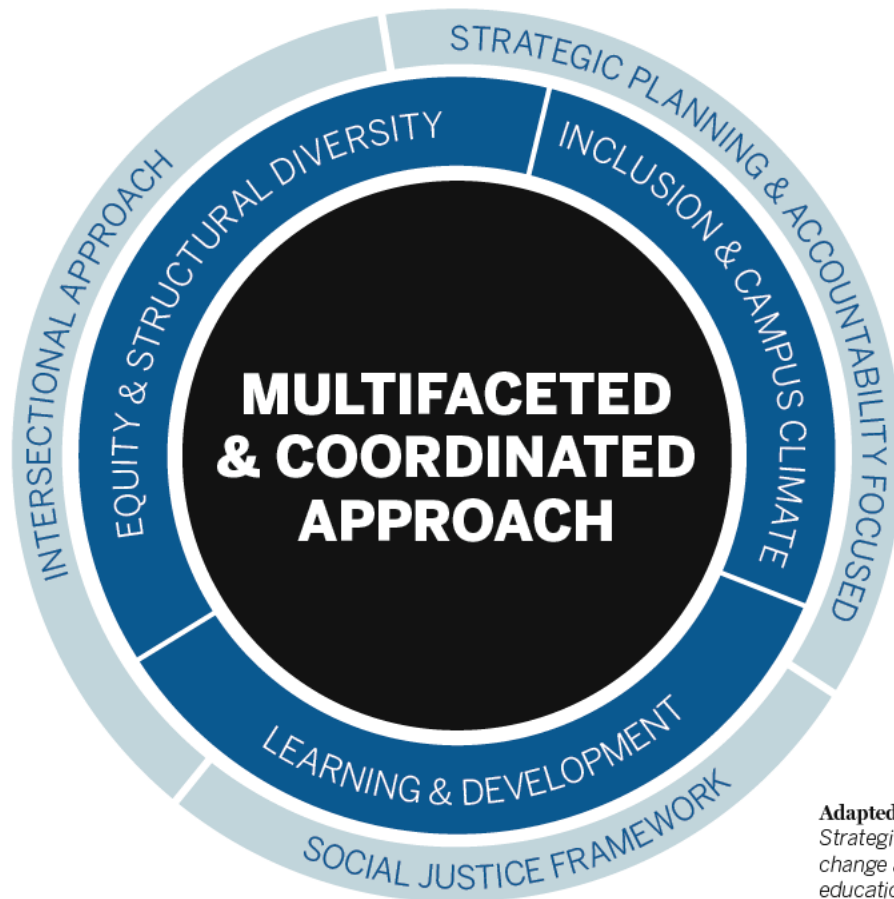 STRATEGIC PLANNING & ACCOUNTABILITY FOCUSED
INTERSECTIONAL APPROACH
SOCIAL JUSTICE FRAMEWORK
EQUITY & STRUCTURAL DIVERSITY
INCLUSION & CAMPUS CLIMATE
LEARNING & DEVELOPMENT
MULTIFACETED
& COORDINATED
APPROACH
Adapted
Strategi
change
educatio